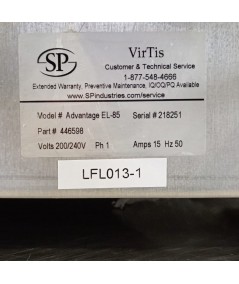 SP
VirTis
Customer & Technical Service
1-877-548-4666
Extended Warranty, Preventive Maintenance, IQ/OQ/PQ Available
www.SPindustries.com/service
Model # Advantage EL-85 Serial # 218251
Part # 446598
Volts 200/240V Ph 1 Amps 15 Hz 50
LFL013-1